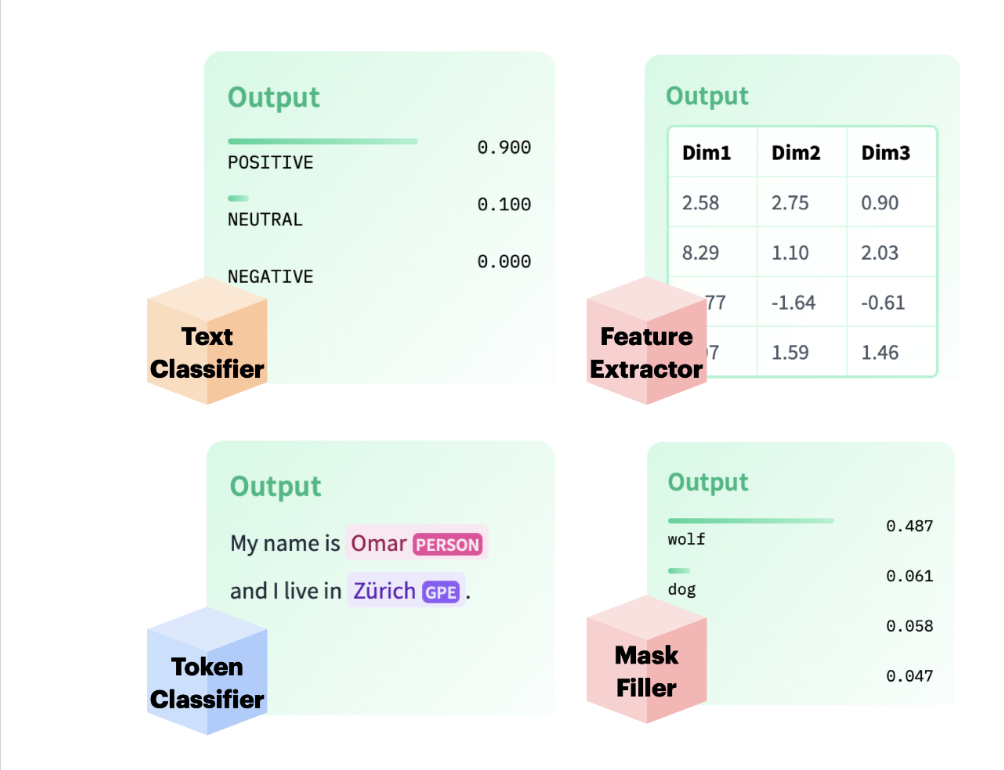 Output
POSITIVE 0.900
NEUTRAL 0.100
NEGATIVE 0.000
Text
Classifier
Output
Dim1 Dim2 Dim3
2.58 2.75 0.90
8.29 1.10 2.03
77 -1.64 -0.61
7 1.59 1.46
Feature
Extractor
Output
My name is Omar PERSON
and I live in Zürich GPE .
Token
Classifier
Output
wolf 0.487
dog 0.061
0.058
0.047
Mask
Filler